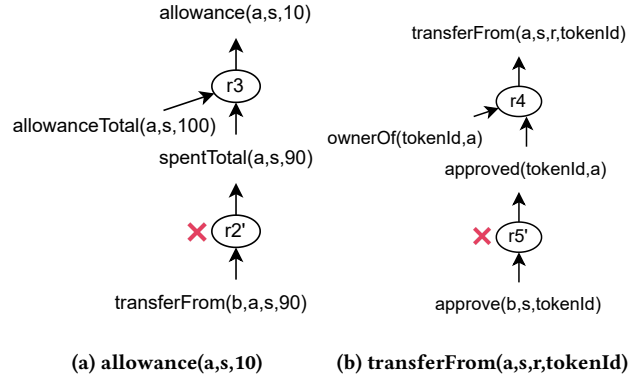 allowance(a,s,10)
r3
allowanceTotal(a,s,100)
spentTotal(a,s,90)
r2'
transferFrom(b,a,s,90)
(a) allowance(a,s,10)
transferFrom(a,s,r,tokenId)
r4
ownerOf(tokenId,a)
approved(tokenId,a)
r5'
approve(b,s,tokenId)
(b) transferFrom(a,s,r,tokenId)